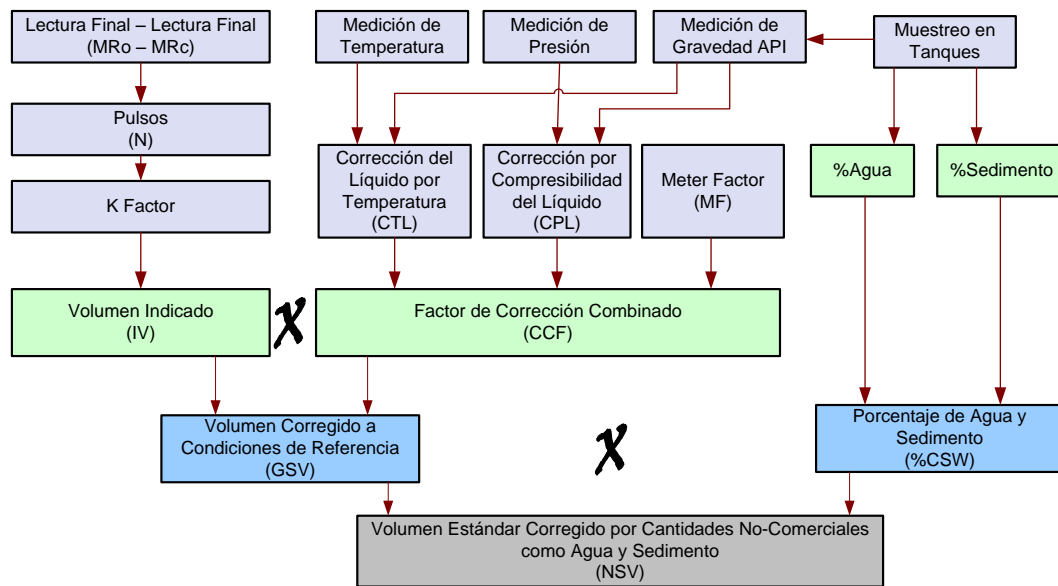 Lectura Final – Lectura Final
(MRo – MRc)
Medición de
Temperatura
Medición de
Presión
Medición de
Gravedad API
Muestreo en
Tanques
Pulsos
(N)
Corrección del
Líquido por
Temperatura
(CTL)
Corrección por
Compresibilidad
del Líquido
(CPL)
Meter Factor
(MF)
%Agua
%Sedimento
K Factor
Volumen Indicado
(IV)
X
Factor de Corrección Combinado
(CCF)
Volumen Corregido a
Condiciones de Referencia
(GSV)
X
Porcentaje de Agua y
Sedimento
(%CSW)
Volumen Estándar Corregido por Cantidades No-Comerciales
como Agua y Sedimento
(NSV)